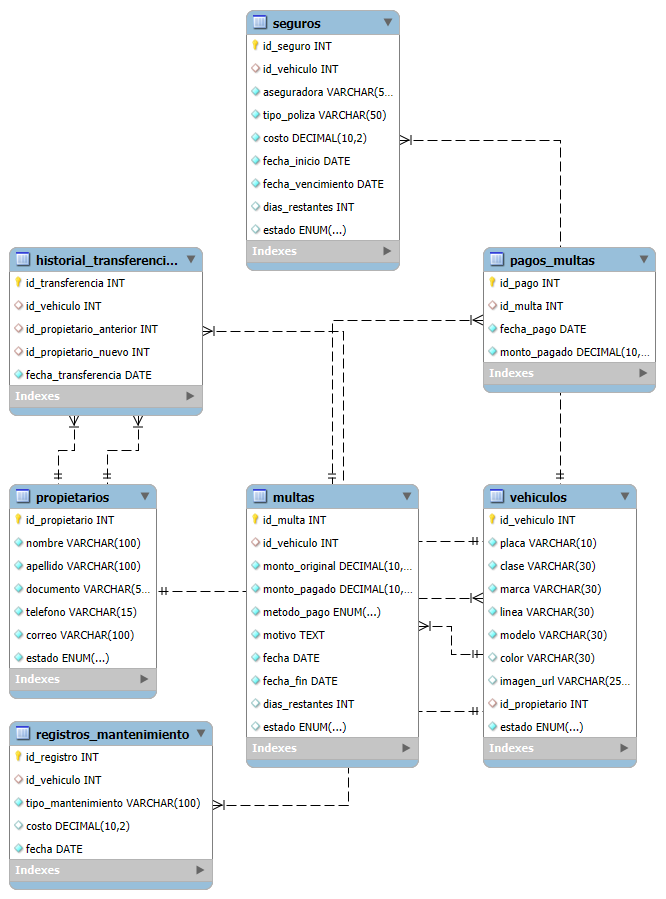 seguros
id_seguro INT
id_vehiculo INT
aseguradora VARCHAR(5...
tipo_poliza VARCHAR(50)
costo DECIMAL(10,2)
fecha_inicio DATE
fecha_vencimiento DATE
dias_restantes INT
estado ENUM(...)
Indexes
historial_transferenci...
id_transferencia INT
id_vehiculo INT
id_propietario_anterior INT
id_propietario_nuevo INT
fecha_transferencia DATE
Indexes
pagos_multas
id_pago INT
id_multa INT
fecha_pago DATE
monto_pagado DECIMAL(10,...
Indexes
propietarios
id_propietario INT
nombre VARCHAR(100)
apellido VARCHAR(100)
documento VARCHAR(5...
telefono VARCHAR(15)
correo VARCHAR(100)
estado ENUM(...)
Indexes
multas
id_multa INT
id_vehiculo INT
monto_original DECIMAL(10,...
monto_pagado DECIMAL(10,...
metodo_pago ENUM(...)
motivo TEXT
fecha DATE
fecha_fin DATE
dias_restantes INT
estado ENUM(...)
Indexes
vehiculos
id_vehiculo INT
placa VARCHAR(10)
clase VARCHAR(30)
marca VARCHAR(30)
linea VARCHAR(30)
modelo VARCHAR(30)
color VARCHAR(30)
imagen_url VARCHAR(25...
id_propietario INT
estado ENUM(...)
Indexes
registros_mantenimiento
id_registro INT
id_vehiculo INT
tipo_mantenimiento VARCHAR(100)
costo DECIMAL(10,2)
fecha DATE
Indexes